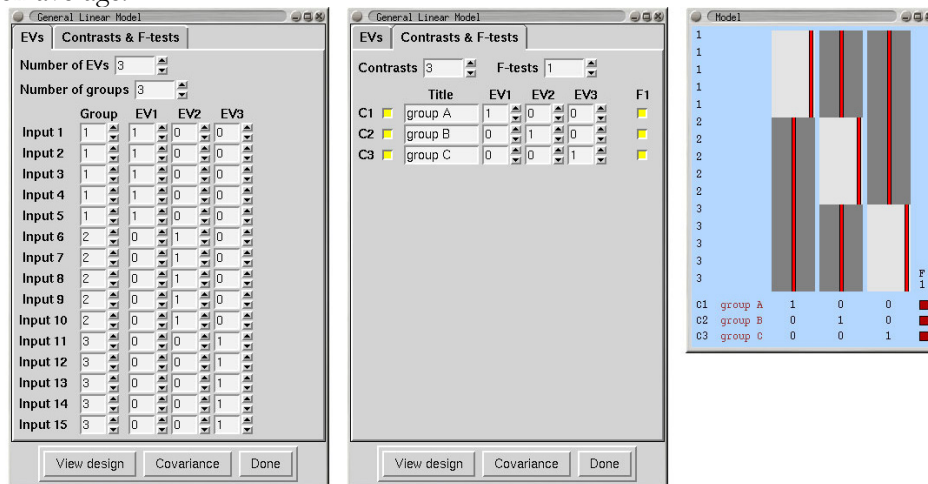 General Linear Model
EVs Contrasts & F-tests
Number of EVs 3
Number of groups 3
Group EV1 EV2 EV3
Input 1 1 1 0 0
Input 2 1 1 0 0
Input 3 1 1 0 0
Input 4 1 1 0 0
Input 5 1 1 0 0
Input 6 2 0 1 0
Input 7 2 0 1 0
Input 8 2 0 1 0
Input 9 2 0 1 0
Input 10 2 0 1 0
Input 11 3 0 0 1
Input 12 3 0 0 1
Input 13 3 0 0 1
Input 14 3 0 0 1
Input 15 3 0 0 1
View design Covariance Done
General Linear Model
EVs Contrasts & F-tests
Contrasts 3 F-tests 1
Title EV1 EV2 EV3 F1
C1 group A 1 0 0
C2 group B 0 1 0
C3 group C 0 0 1
View design Covariance Done
Model
1
1
1
1
1
2
2
2
2
2
3
3
3
3
3
F
1
C1 group A 1 0 0
C2 group B 0 1 0
C3 group C 0 0 1